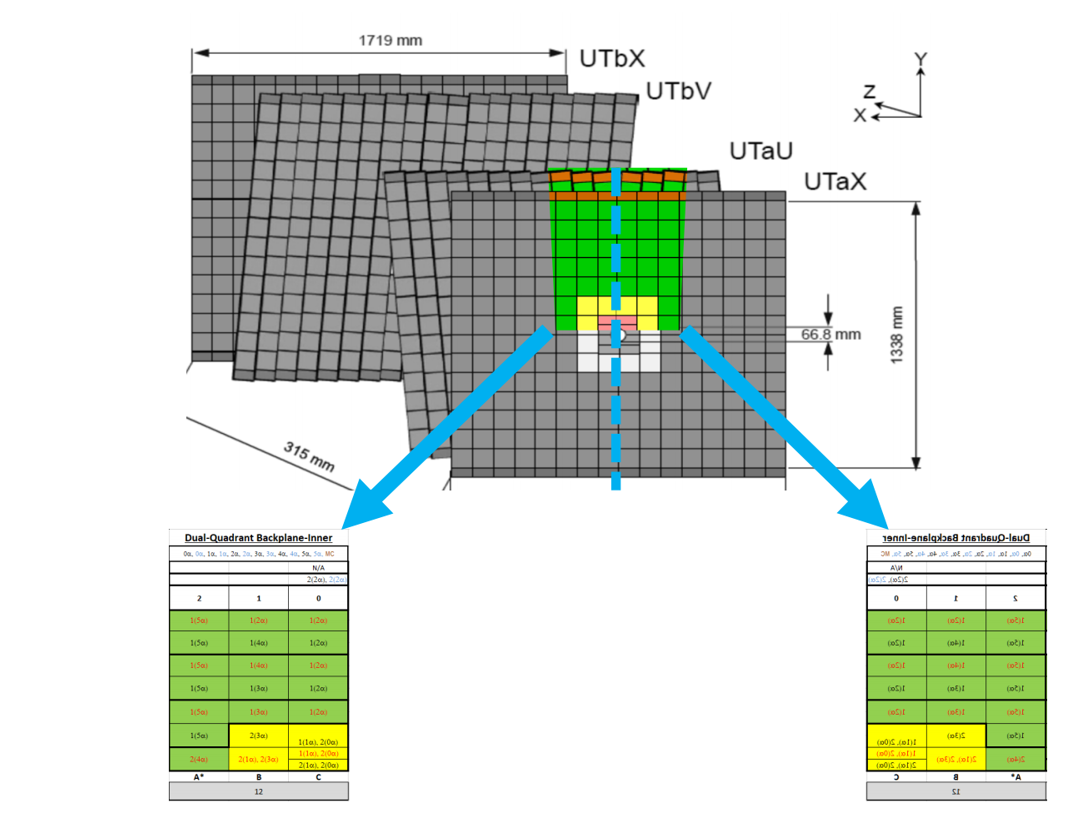 1719 mm
UTbX
UTbV
UTaU
UTaX
Y
Z
X
66.8 mm
1338 mm
315 mm
Dual-Quadrant Backplane-Inner
0α, 0α, 1α, 1α, 2α, 2α, 3α, 3α, 4α, 4α, 5α, 5α, MC
N/A
2(2α), 2(2α)
2 1 0
1(5α) 1(2α) 1(2α)
1(5α) 1(4α) 1(2α)
1(5α) 1(4α) 1(2α)
1(5α) 1(3α) 1(2α)
1(5α) 1(3α) 1(2α)
1(5α) 2(3α) 1(1α), 2(0α)
2(4α) 2(1α), 2(3α) 1(1α), 2(0α)
2(1α), 2(0α)
A* B C
12
Dual-Quadrant Backplane-Inner
0α, 0α, 1α, 1α, 2α, 2α, 3α, 3α, 4α, 4α, 5α, 5α, MC
N/A
2(2α), 2(2α)
0 1 2
1(2α) 1(2α) 1(5α)
1(2α) 1(4α) 1(5α)
1(2α) 1(4α) 1(5α)
1(2α) 1(3α) 1(5α)
1(2α) 1(3α) 1(5α)
1(1α), 2(0α) 2(3α) 1(5α)
1(1α), 2(0α) 2(1α), 2(3α) 2(4α)
2(1α), 2(0α)
C B A*
12